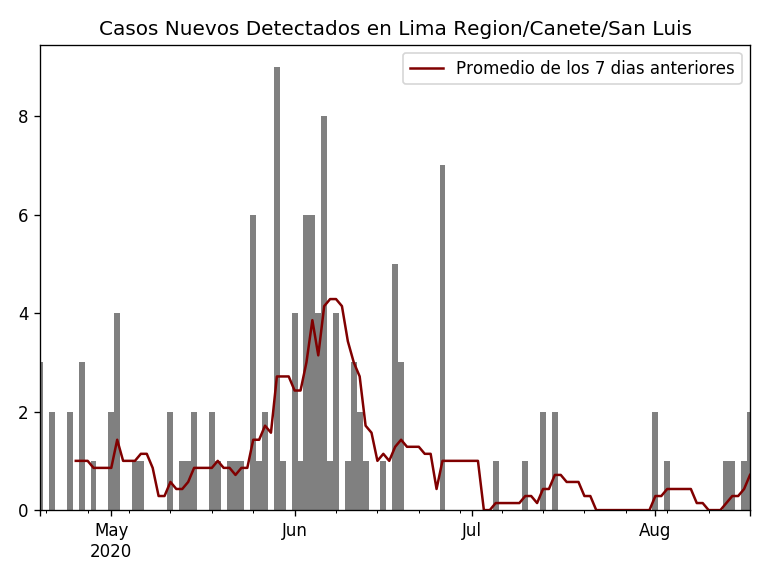 Casos Nuevos Detectados en Lima Region/Canete/San Luis
Promedio de los 7 dias anteriores
8
6
4
2
0
May Jun Jul Aug
2020